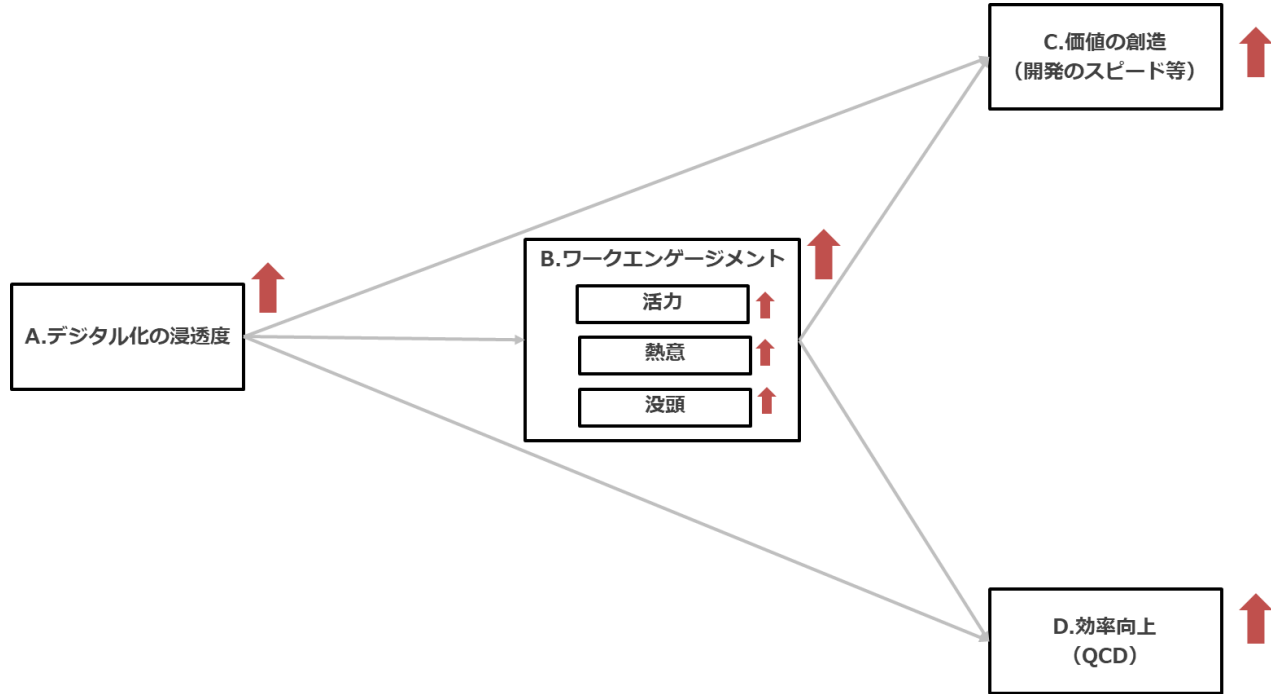 C.価値の創造
（開発のスピード等）
B.ワークエンゲージメント
活力
熱意
没頭
A.デジタル化の浸透度
D.効率向上
（QCD）